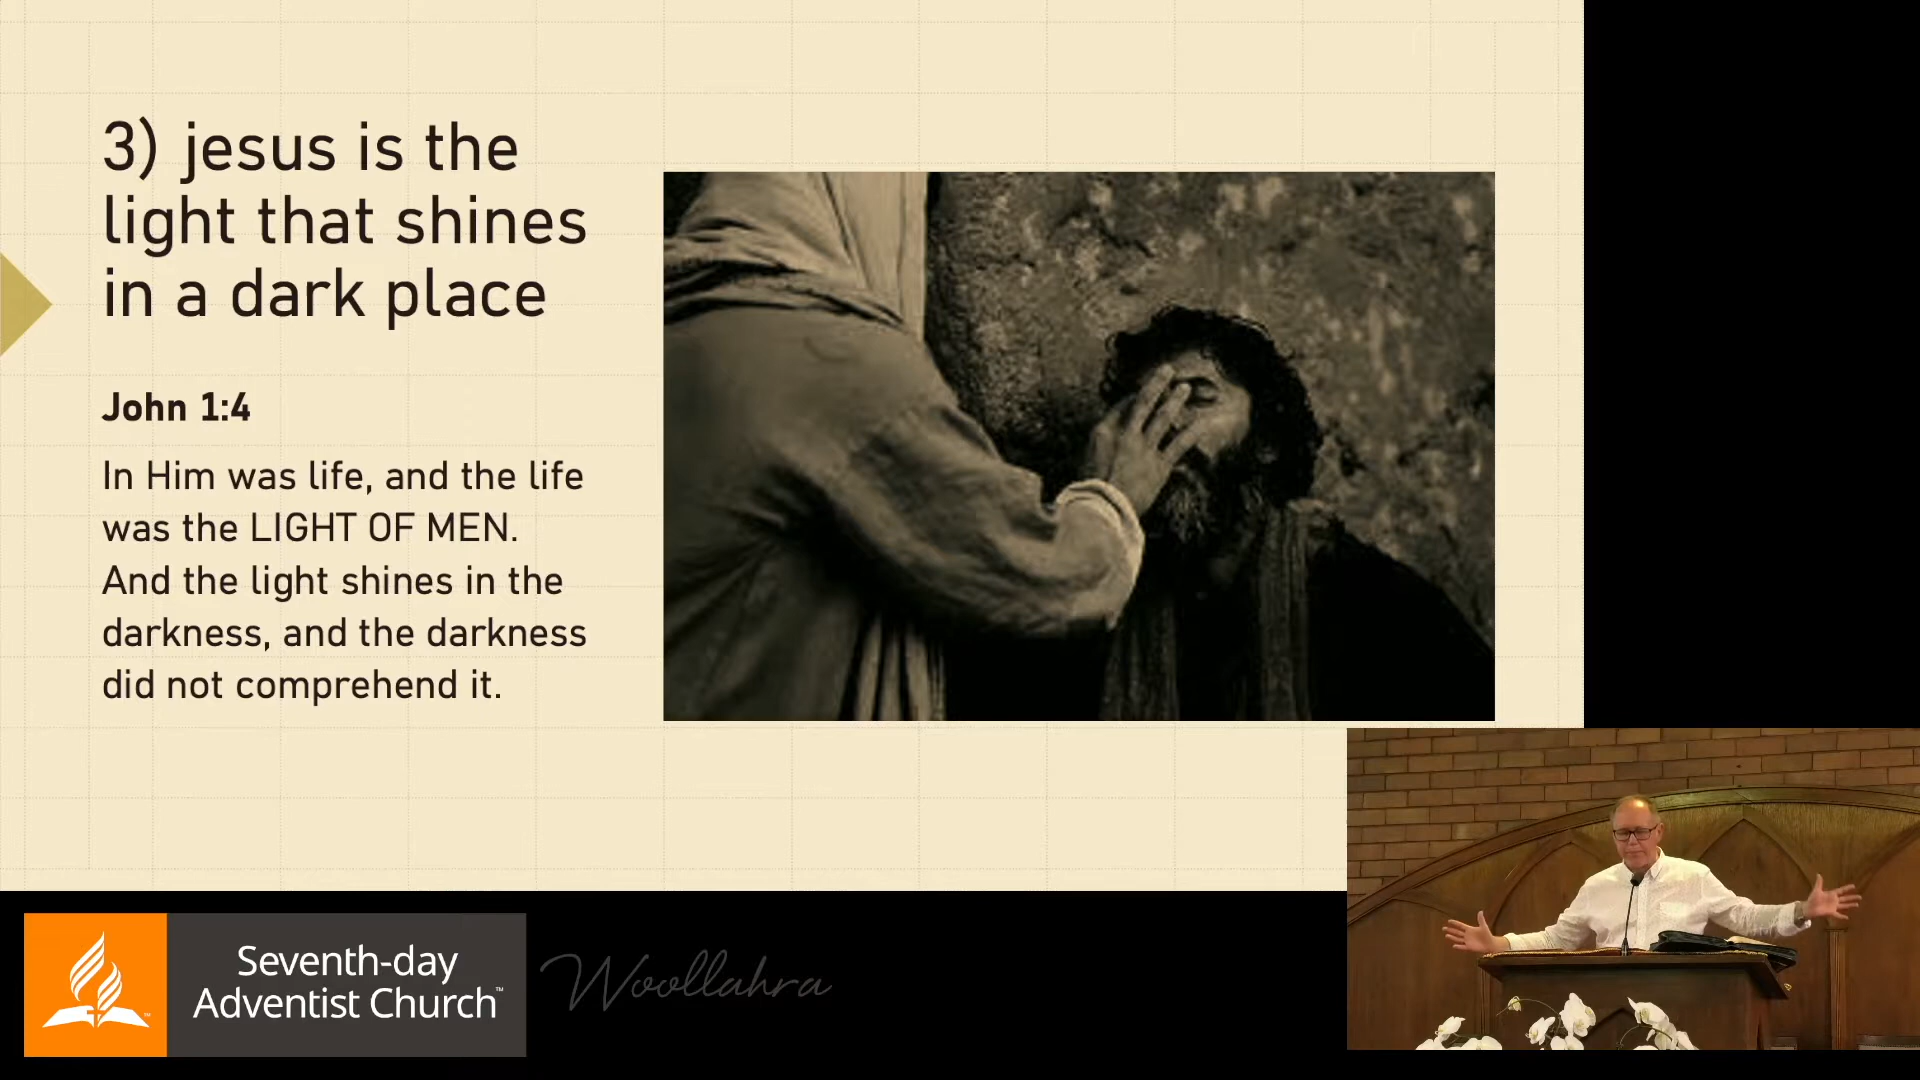 3) jesus is the
light that shines
in a dark place
John 1:4
In Him was life, and the life
was the LIGHT OF MEN.
And the light shines in the
darkness, and the darkness
did not comprehend it.
Seventh-day
Adventist Church™
Woollahra